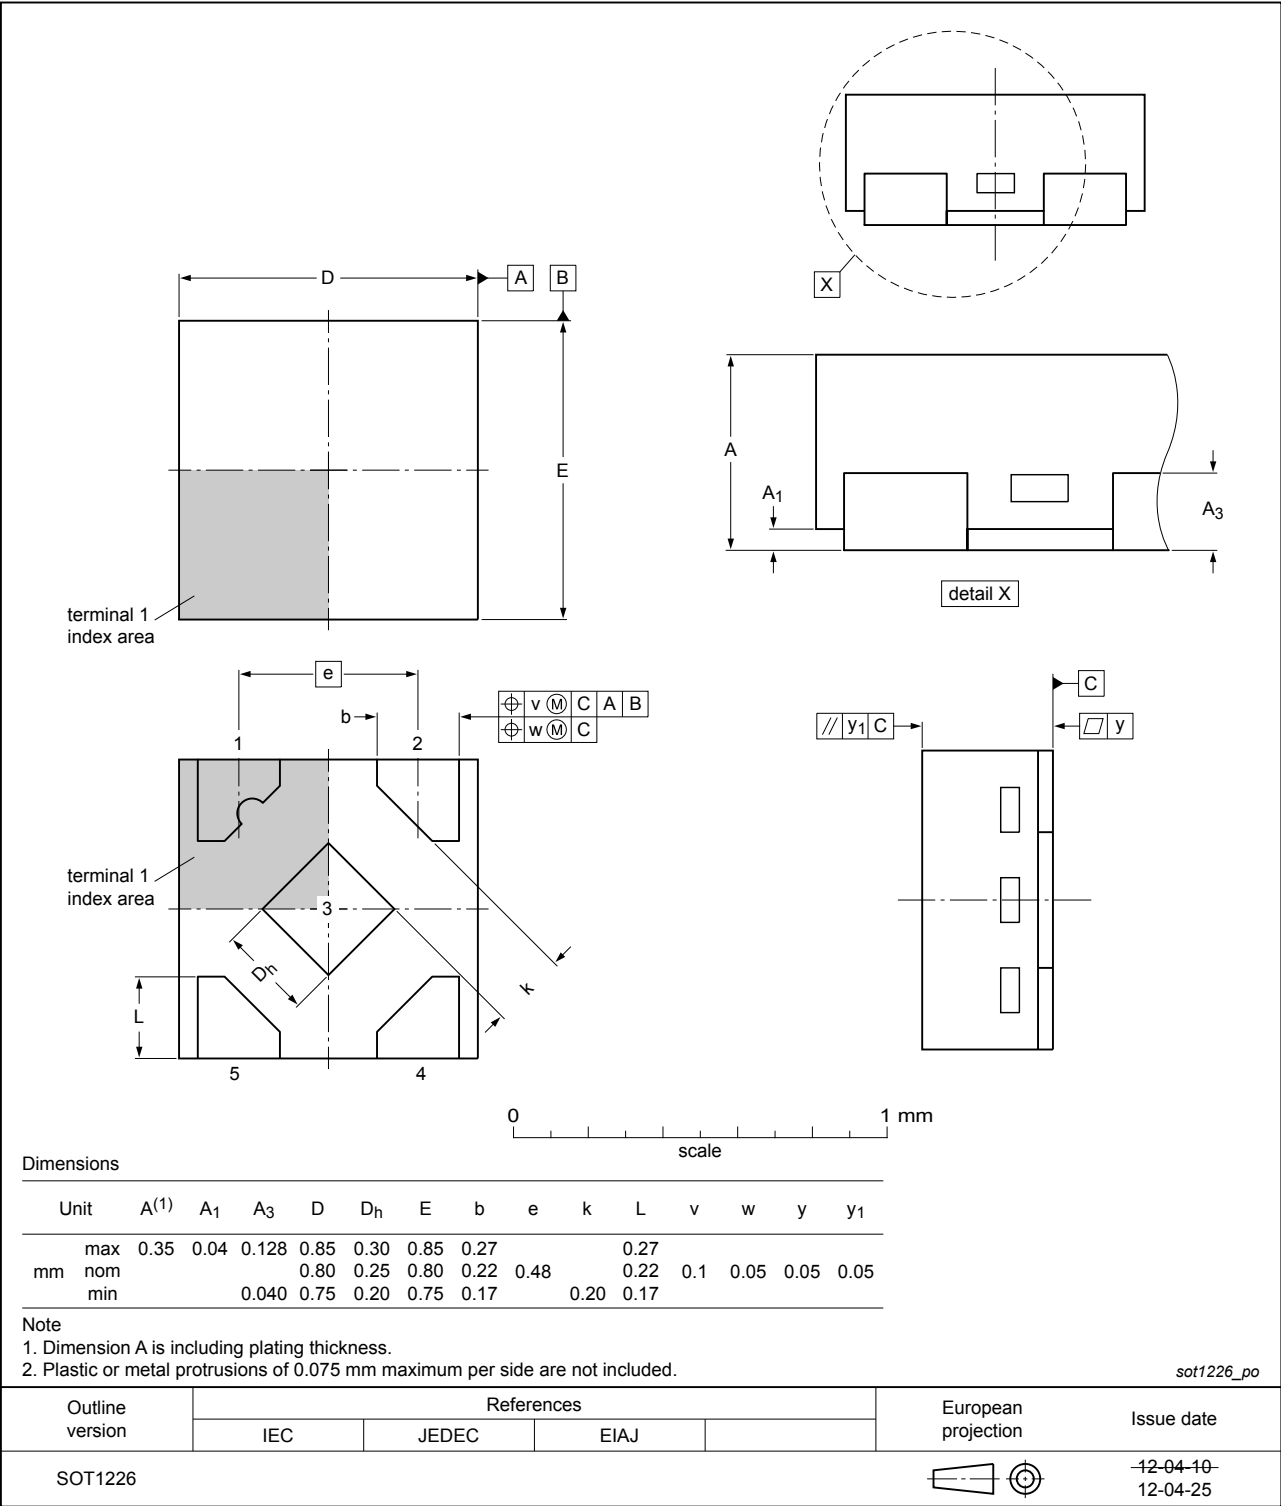 X
D A B
E
terminal 1
index area
A
A1
A3
detail X
e
b
v M C A B
w M C
1 2
terminal 1
index area
3
Dh
k
L
5 4
C
// y1 C
y
0 1 mm
scale
Dimensions
Unit A(1) A1 A3 D Dh E b e k L v w y y1
max 0.35 0.04 0.128 0.85 0.30 0.85 0.27 0.27
mm nom 0.80 0.25 0.80 0.22 0.48 0.22 0.1 0.05 0.05 0.05
min 0.040 0.75 0.20 0.75 0.17 0.20 0.17
Note
1. Dimension A is including plating thickness.
2. Plastic or metal protrusions of 0.075 mm maximum per side are not included.
sot1226_po
Outline
version
References
IEC JEDEC EIAJ
European
projection
Issue date
SOT1226
12-04-10
12-04-25